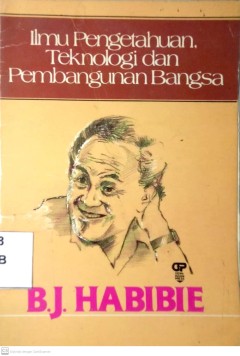 Ilmu Pengetahuan,
Teknologi dan
Pembangunan Bangsa
B
B
B.J. HABIBIE